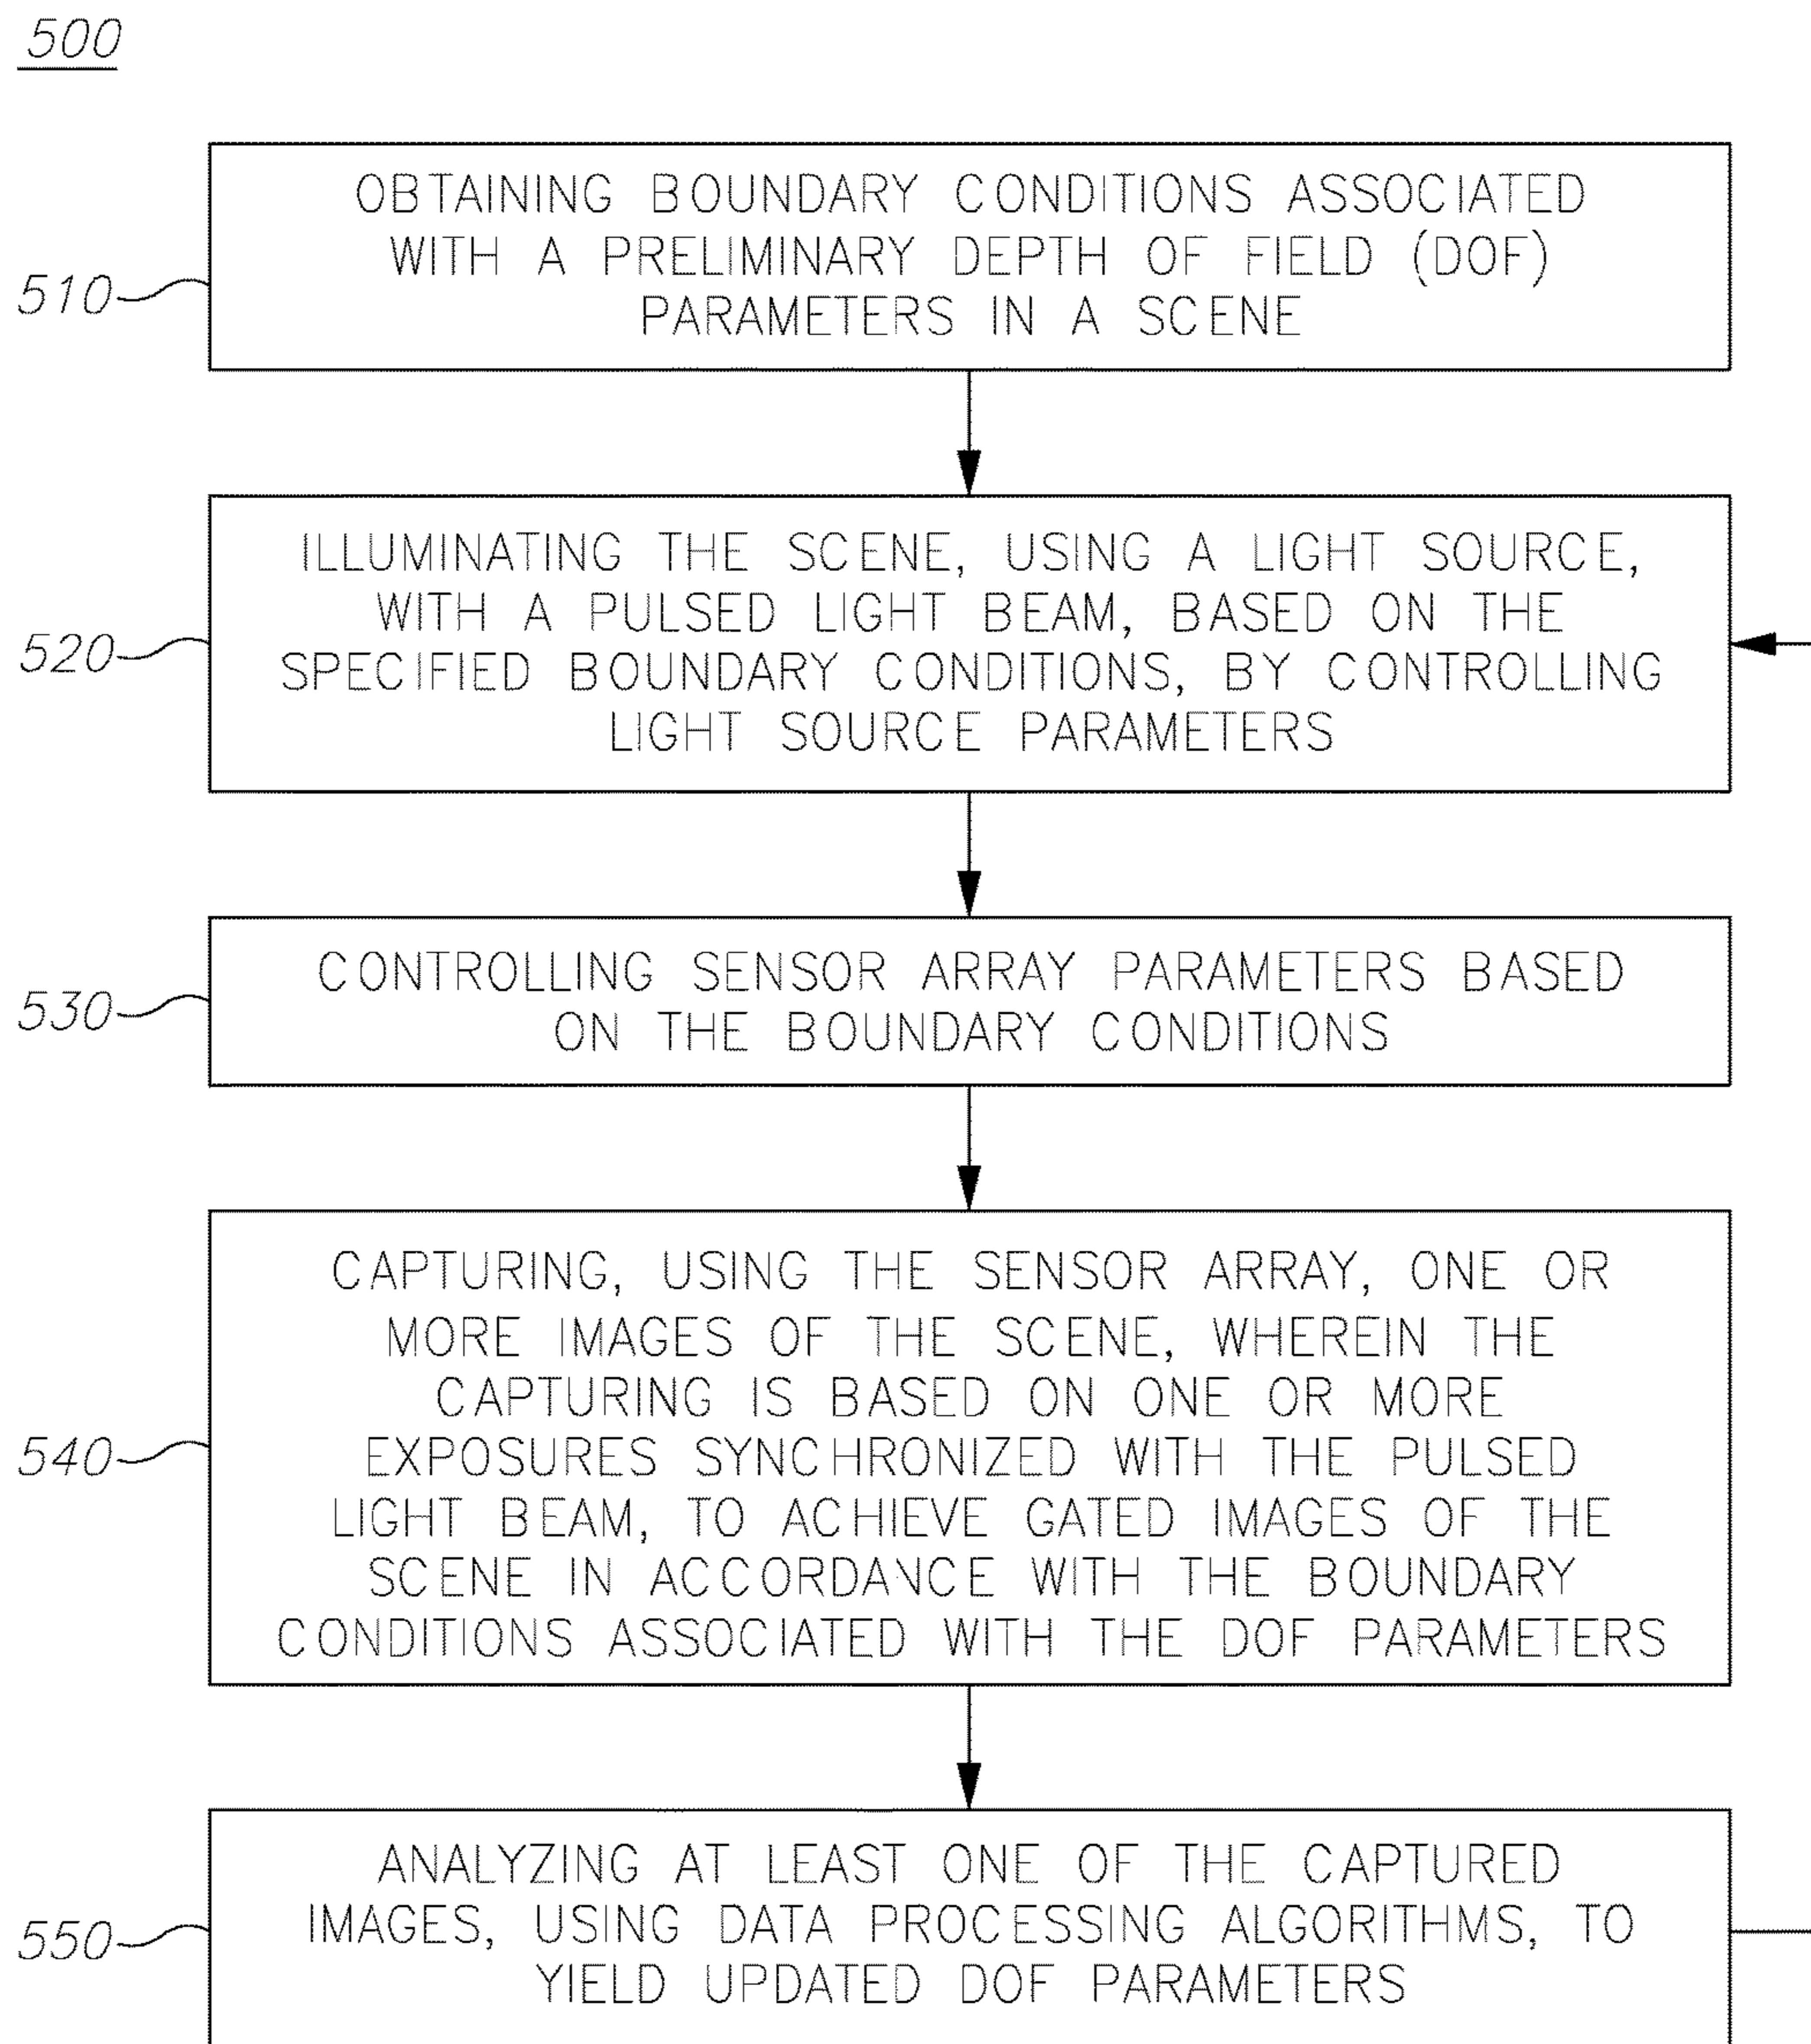 500
510
OBTAINING BOUNDARY CONDITIONS ASSOCIATED
WITH A PRELIMINARY DEPTH OF FIELD (DOF)
PARAMETERS IN A SCENE
520
ILLUMINATING THE SCENE, USING A LIGHT SOURCE,
WITH A PULSED LIGHT BEAM, BASED ON THE
SPECIFIED BOUNDARY CONDITIONS, BY CONTROLLING
LIGHT SOURCE PARAMETERS
530
CONTROLLING SENSOR ARRAY PARAMETERS BASED
ON THE BOUNDARY CONDITIONS
540
CAPTURING, USING THE SENSOR ARRAY, ONE OR
MORE IMAGES OF THE SCENE, WHEREIN THE
CAPTURING IS BASED ON ONE OR MORE
EXPOSURES SYNCHRONIZED WITH THE PULSED
LIGHT BEAM, TO ACHIEVE GATED IMAGES OF THE
SCENE IN ACCORDANCE WITH THE BOUNDARY
CONDITIONS ASSOCIATED WITH THE DOF PARAMETERS
550
ANALYZING AT LEAST ONE OF THE CAPTURED
IMAGES, USING DATA PROCESSING ALGORITHMS, TO
YIELD UPDATED DOF PARAMETERS